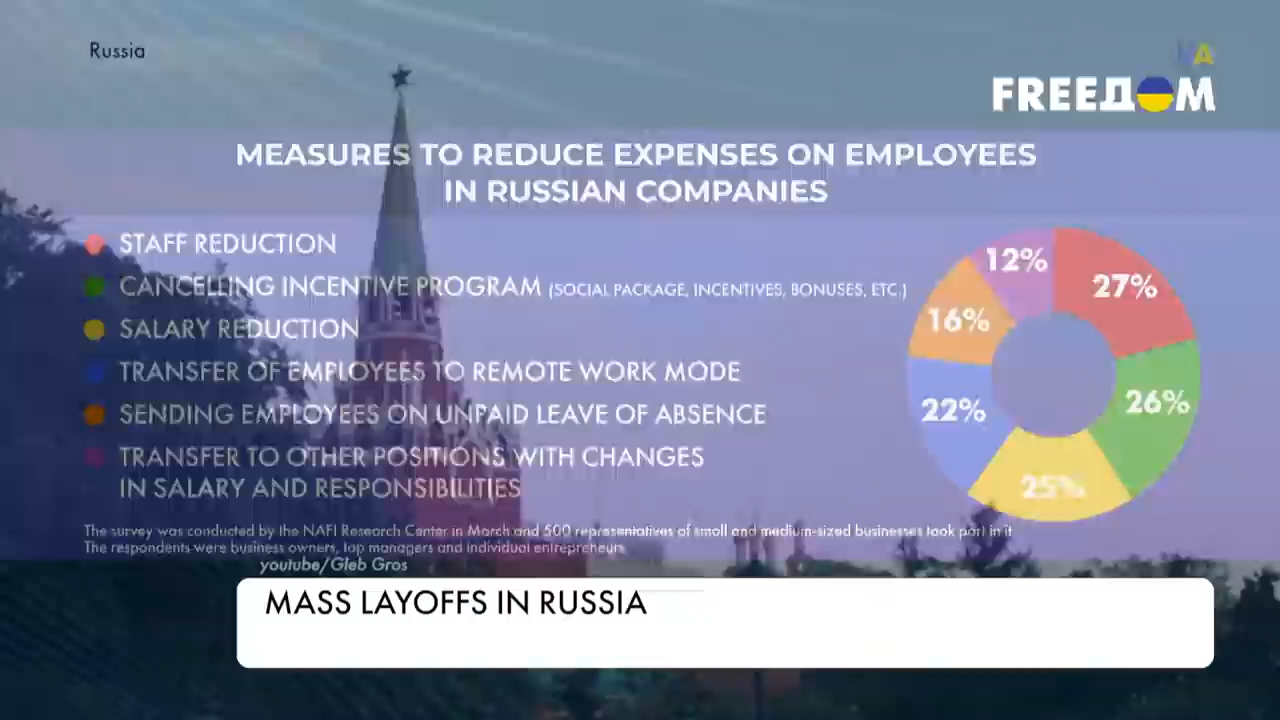 Russia
UA
FREEДOM
MEASURES TO REDUCE EXPENSES ON EMPLOYEES
IN RUSSIAN COMPANIES
STAFF REDUCTION
CANCELLING INCENTIVE PROGRAM (SOCIAL PACKAGE, INCENTIVES, BONUSES, ETC.)
SALARY REDUCTION
TRANSFER OF EMPLOYEES TO REMOTE WORK MODE
SENDING EMPLOYEES ON UNPAID LEAVE OF ABSENCE
TRANSFER TO OTHER POSITIONS WITH CHANGES
IN SALARY AND RESPONSIBILITIES
12%
27%
16%
26%
22%
25%
The survey was conducted by the NAFI Research Center in March and 500 representatives of small and medium-sized businesses took part in it
The respondents were business owners, top managers and individual entrepreneurs
youtube/Gleb Gros
MASS LAYOFFS IN RUSSIA